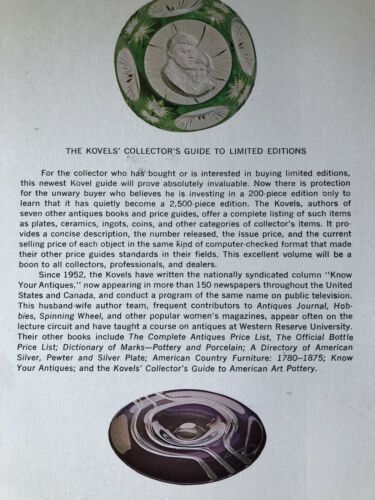 THE KOVELS' COLLECTOR'S GUIDE TO LIMITED EDITIONS
For the collector who has bought or is interested in buying limited editions,
this newest Kovel guide will prove absolutely invaluable. Now there is protection
for the unwary buyer who believes he is investing in a 200-piece edition only to
learn that it has quietly become a 2,500-piece edition. The Kovels, authors of
seven other antiques books and price guides, offer a complete listing of such items
as plates, ceramics, ingots, coins, and other categories of collector's items. It pro-
vides a concise description, the number released, the issue price, and the current
selling price of each object in the same kind of computer-checked format that made
their other price guides standards in their fields. This excellent volume will be a
boon to all collectors, professionals, and dealers.
Since 1952, the Kovels have written the nationally syndicated column "Know
Your Antiques," now appearing in more than 150 newspapers throughout the United
States and Canada, and conduct a program of the same name on public television.
This husband-wife author team, frequent contributors to Antiques Journal, Hob-
bies, Spinning Wheel, and other popular women's magazines, appear often on the
lecture circuit and have taught a course on antiques at Western Reserve University.
Their other books include The Complete Antiques Price List, The Official Bottle
Price List; Dictionary of Marks—Pottery and Porcelain; A Directory of American
Silver, Pewter and Silver Plate; American Country Furniture: 1780–1875; Know
Your Antiques; and the Kovels' Collector's Guide to American Art Pottery.